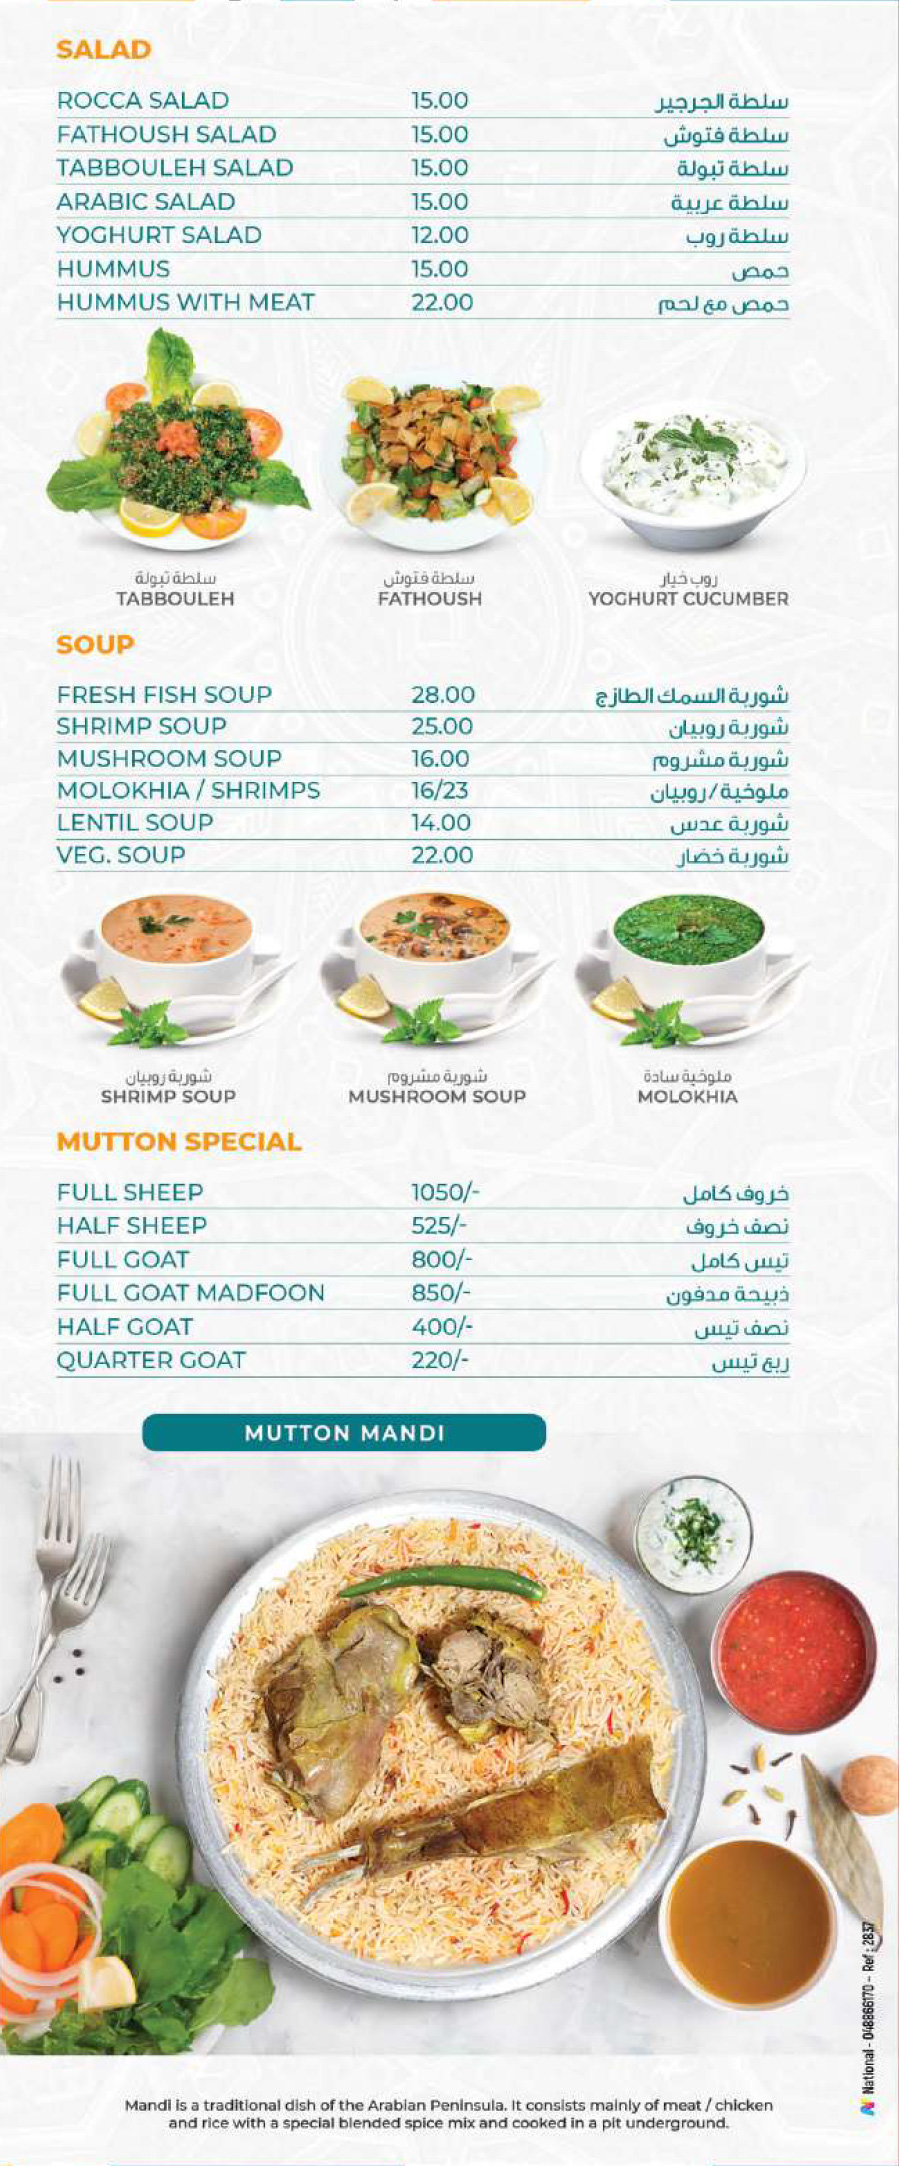 SALAD
ROCCA SALAD 15.00 سلطة الجرجير
FATHOUSH SALAD 15.00 سلطة فتوش
TABBOULEH SALAD 15.00 سلطة تبولة
ARABIC SALAD 15.00 سلطة عربية
YOGHURT SALAD 12.00 سلطة روب
HUMMUS 15.00 حمص
HUMMUS WITH MEAT 22.00 حمص مع لحم
سلطة تبولة سلطة فتوش روب خيار
TABBOULEH FATHOUSH YOGHURT CUCUMBER
SOUP
FRESH FISH SOUP 28.00 شوربة السمك الطازج
SHRIMP SOUP 25.00 شوربة روبيان
MUSHROOM SOUP 16.00 شوربة مشروم
MOLOKHIA / SHRIMPS 16/23 ملوخية/روبيان
LENTIL SOUP 14.00 شوربة عدس
VEG. SOUP 22.00 شوربة خضار
شوربة روبيان شوربة مشروم ملوخية سادة
SHRIMP SOUP MUSHROOM SOUP MOLOKHIA
MUTTON SPECIAL
FULL SHEEP 1050/- خروف كامل
HALF SHEEP 525/- نصف خروف
FULL GOAT 800/- تيس كامل
FULL GOAT MADFOON 850/- ذبيحة مدفون
HALF GOAT 400/- نصف تيس
QUARTER GOAT 220/- ربع تيس
MUTTON MANDI
National - 048866170 - Ref : 2837
Mandi is a traditional dish of the Arabian Peninsula. It consists mainly of meat / chicken
and rice with a special blended spice mix and cooked in a pit underground.